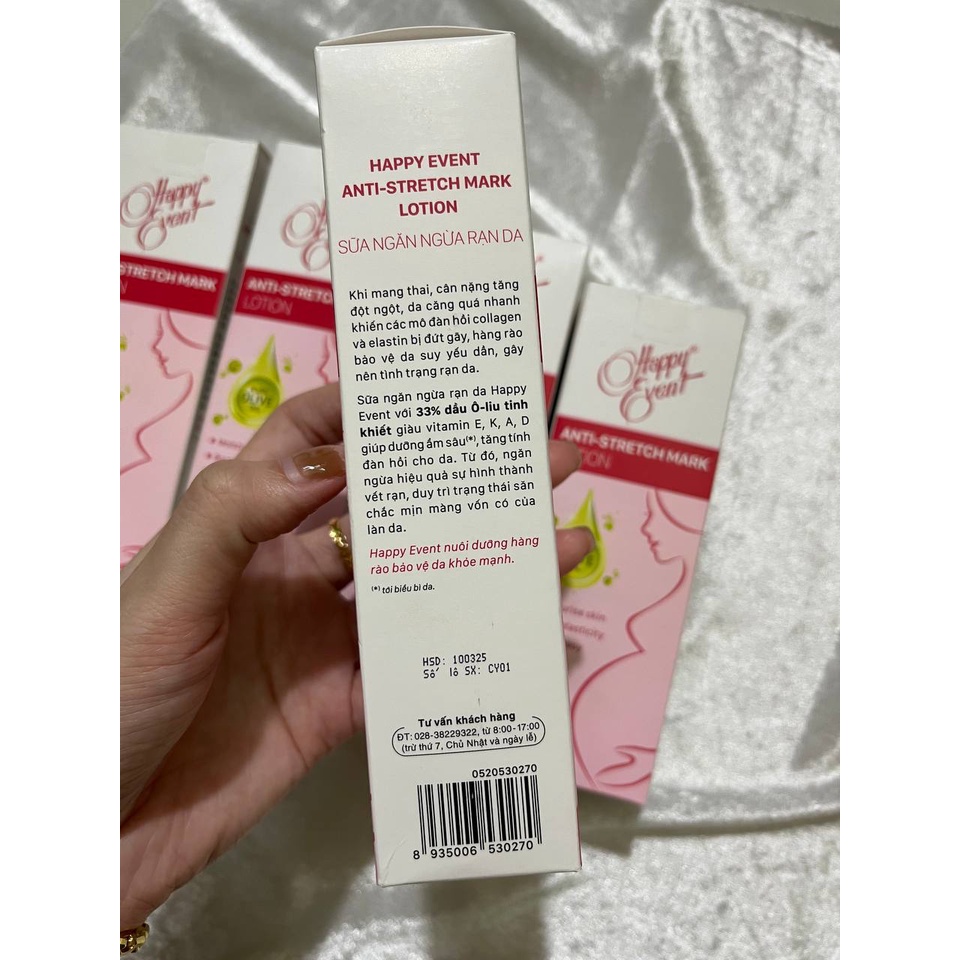 HAPPY EVENT
ANTI-STRETCH MARK
LOTION
SỮA NGĂN NGỪA RẠN DA
Khi mang thai, cân nặng tăng
đột ngột, da căng quá nhanh
khiến các mô đàn hồi collagen
và elastin bị đứt gãy, hàng rào
bảo vệ da suy yếu dần, gây
nên tình trạng rạn da.
Sữa ngăn ngừa rạn da Happy
Event với 33% dầu Ô-liu tinh
khiết giàu vitamin E, K, A, D
giúp dưỡng ẩm sâu(*), tăng tính
đàn hồi cho da. Từ đó, ngăn
ngừa hiệu quả sự hình thành
vết rạn, duy trì trạng thái săn
chắc mịn màng vốn có của
làn da.
Happy Event nuôi dưỡng hàng
rào bảo vệ da khỏe mạnh.
(*) tới biểu bì da.
HSD: 100325
Số lô SX: CY01
Tư vấn khách hàng
ĐT: 028-38229322, từ 8:00-17:00
(trừ thứ 7, Chủ Nhật và ngày lễ)
0520530270
8 935006 530270
Happy
Event
STRETCH MARK
Happy
Event
ANTI-STRETC
LOTION
OLIVE
Happy
Event
ANTI-STRETCH MARK
LOTION
skin
elasticity